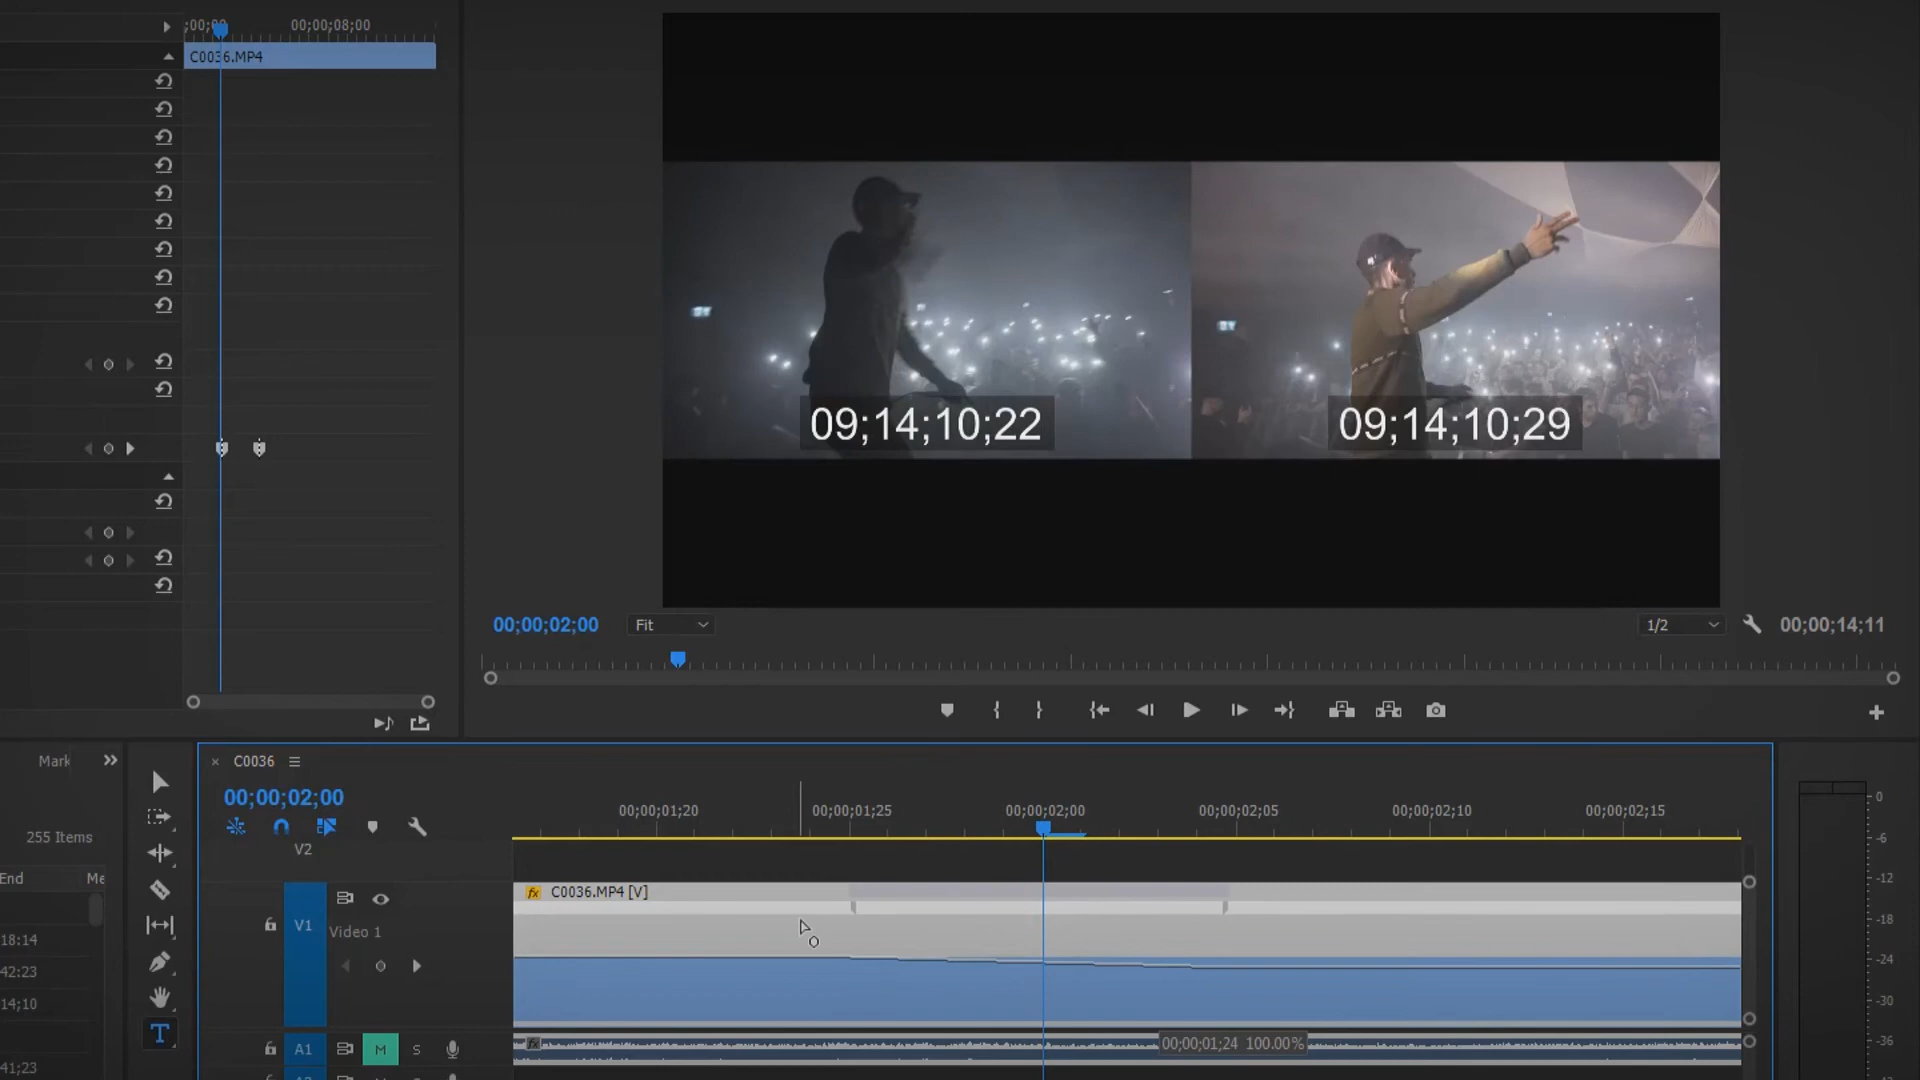 ;00;00
00;00;08;00
C0036.MP4
09;14;10;22
09;14;10;29
00;00;02;00
Fit
1/2
00;00;14;11
Mark
C0036
00;00;02;00
255 Items
End
Me
18:14
42:23
14;10
41;23
00;00;01;20
00;00;01;25
00;00;02;00
00;00;02;05
00;00;02;10
00;00;02;15
V2
fx C0036.MP4 [V]
V1
Video 1
A1
M
S
fx
00;00;01;24 100.00%
T
0
-6
-12
-18
-24
-30
-36